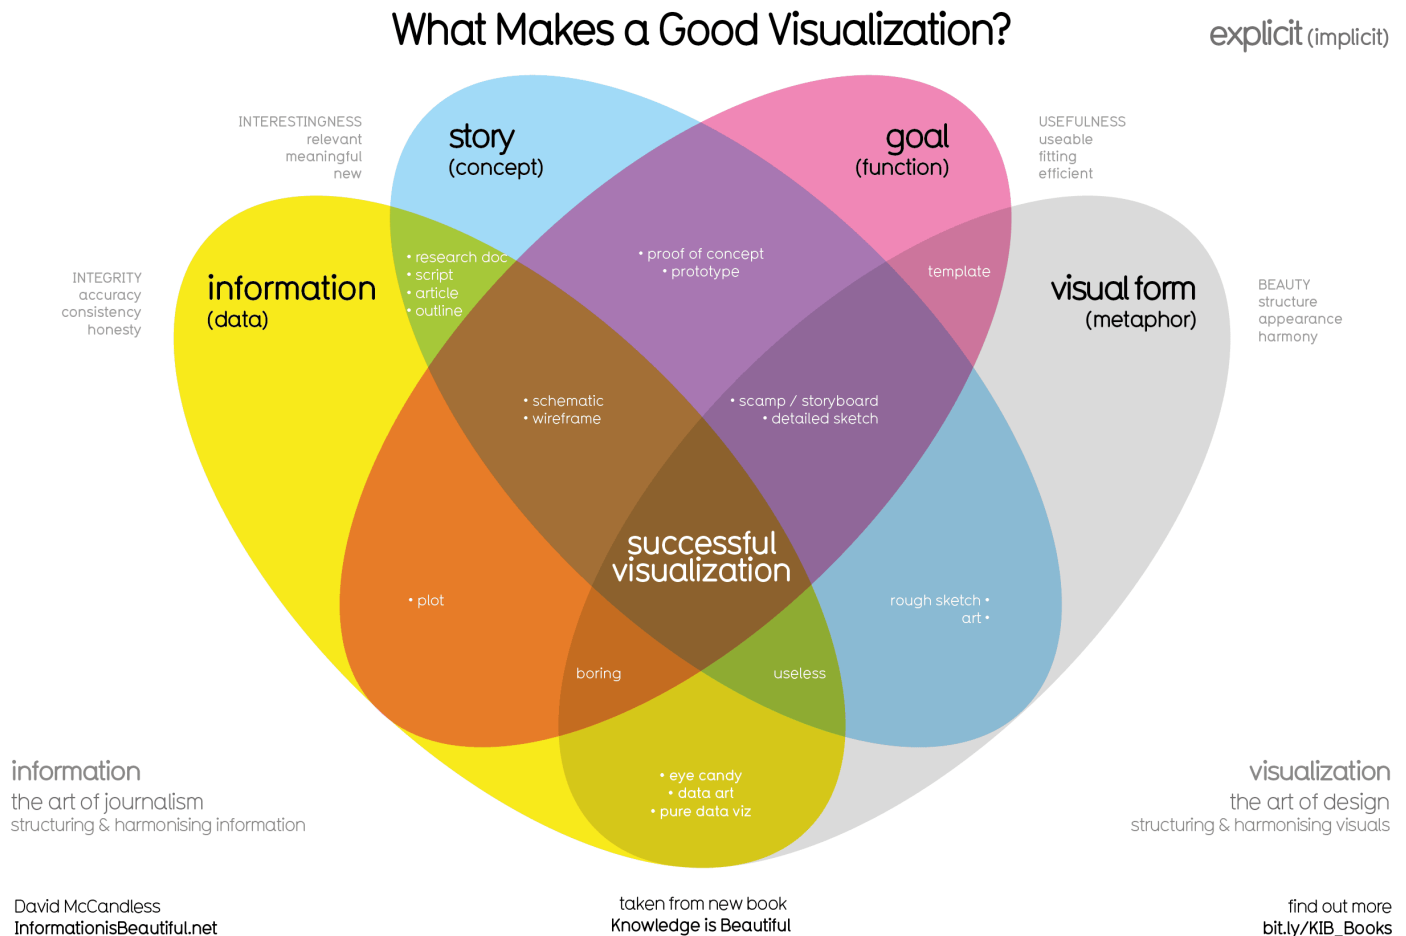 What Makes a Good Visualization?
explicit (implicit)
INTERESTINGNESS
relevant
meaningful
new
story
(concept)
goal
(function)
USEFULNESS
useable
fitting
efficient
INTEGRITY
accuracy
consistency
honesty
information
(data)
• research doc
• script
• article
• outline
• proof of concept
• prototype
template
visual form
(metaphor)
BEAUTY
structure
appearance
harmony
• schematic
• wireframe
• scamp / storyboard
• detailed sketch
successful
visualization
• plot
rough sketch •
art •
boring
useless
• eye candy
• data art
• pure data viz
information
the art of journalism
structuring & harmonising information
visualization
the art of design
structuring & harmonising visuals
David McCandless
InformationisBeautiful.net
taken from new book
Knowledge is Beautiful
find out more
bit.ly/KIB_Books